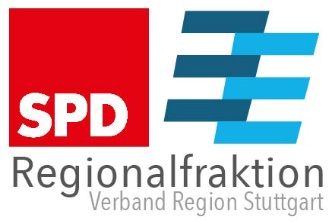 SPD
Regionalfraktion
Verband Region Stuttgart